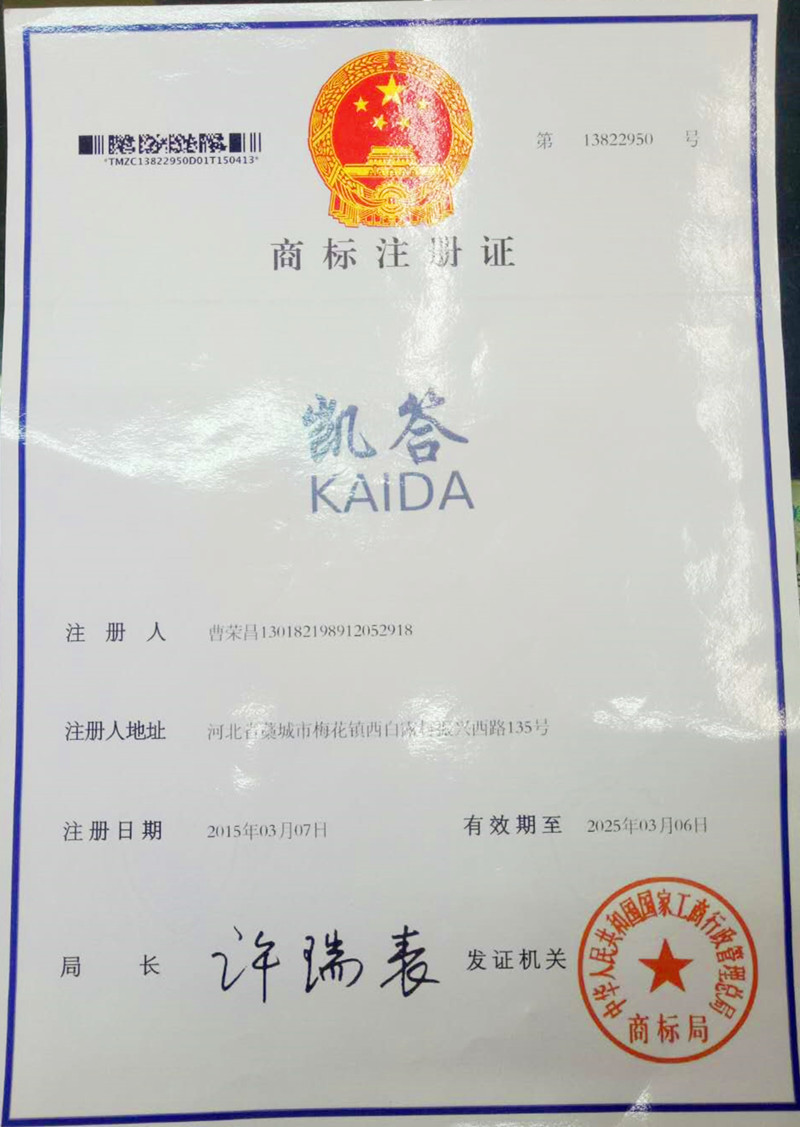 *TMZC13822950D01T150413*
第 13822950 号
商标注册证
凯答
KAIDA
注册人 曹荣昌130182198912052918
注册人地址 河北省藁城市梅花镇西白家村振兴西路135号
注册日期 2015年03月07日 有效期至 2025年03月06日
局长 许瑞表 发证机关
中华人民共和国国家工商行政管理总局
商标局